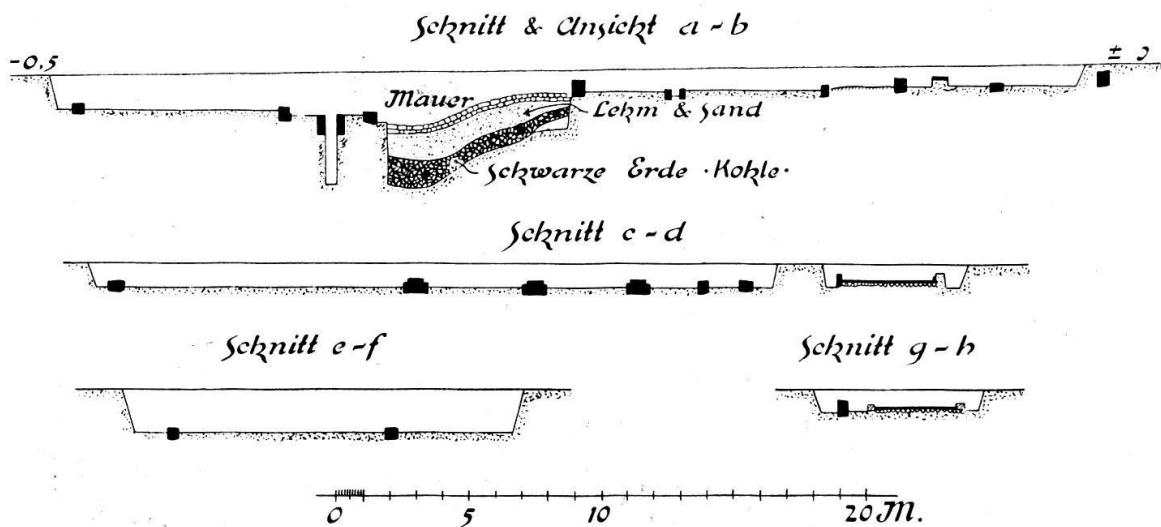 Schnitt & Ansicht a-b
-0,5
± 0
Mauer
Lehm & Sand
Schwarze Erde ·Kohle·
Schnitt c-d
Schnitt e-f
Schnitt g-h
0 5 10 20 M.